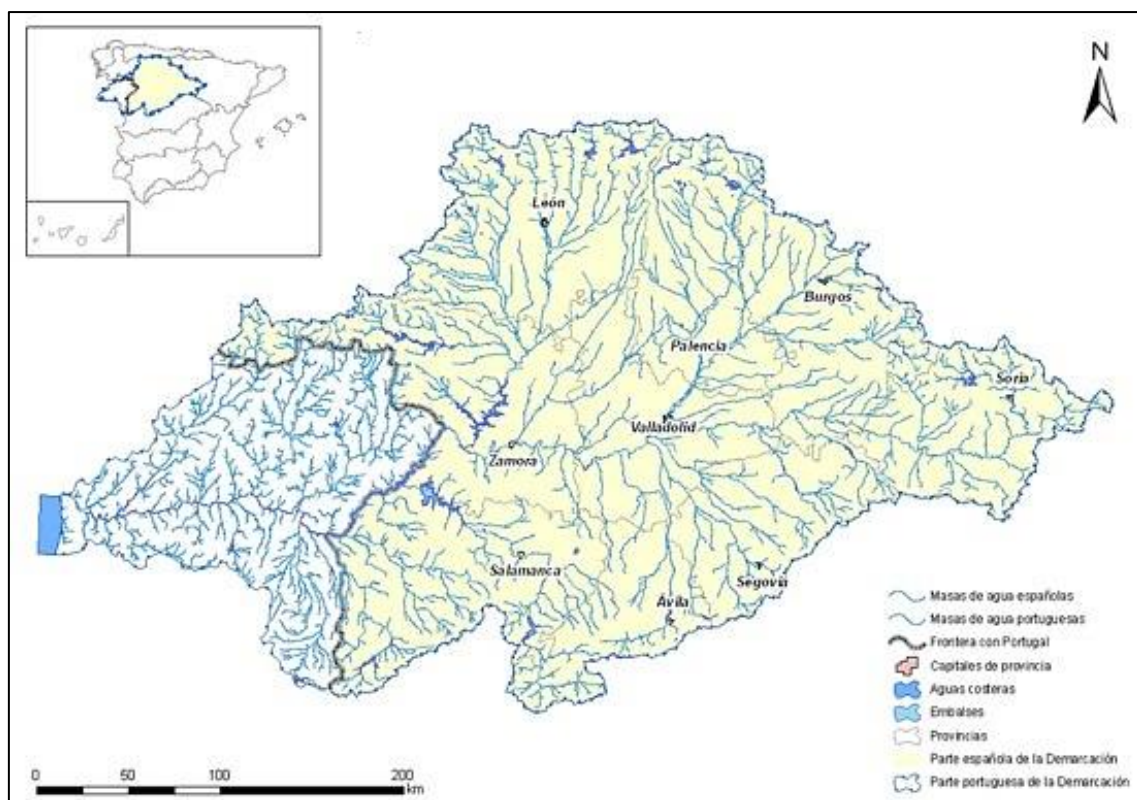 N
León
Burgos
Palencia
Soria
Valladolid
Zamora
Salamanca
Segovia
Ávila
Masas de agua españolas
Masas de agua portuguesas
Frontera con Portugal
Capitales de provincia
Aguas costeras
Embalses
Provincias
Parte española de la Demarcación
Parte portuguesa de la Demarcación
0 50 100 200
km